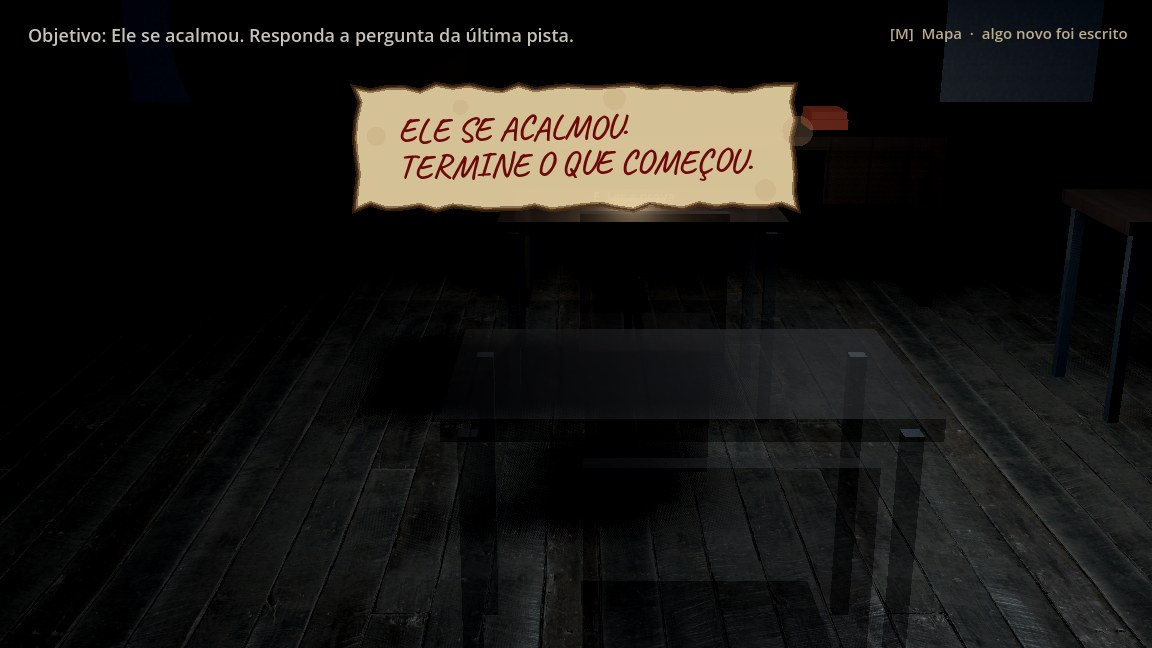 Objetivo: Ele se acalmou. Responda a pergunta da última pista.
[M] Mapa · algo novo foi escrito
ELE SE ACALMOU.
TERMINE O QUE COMEÇOU.